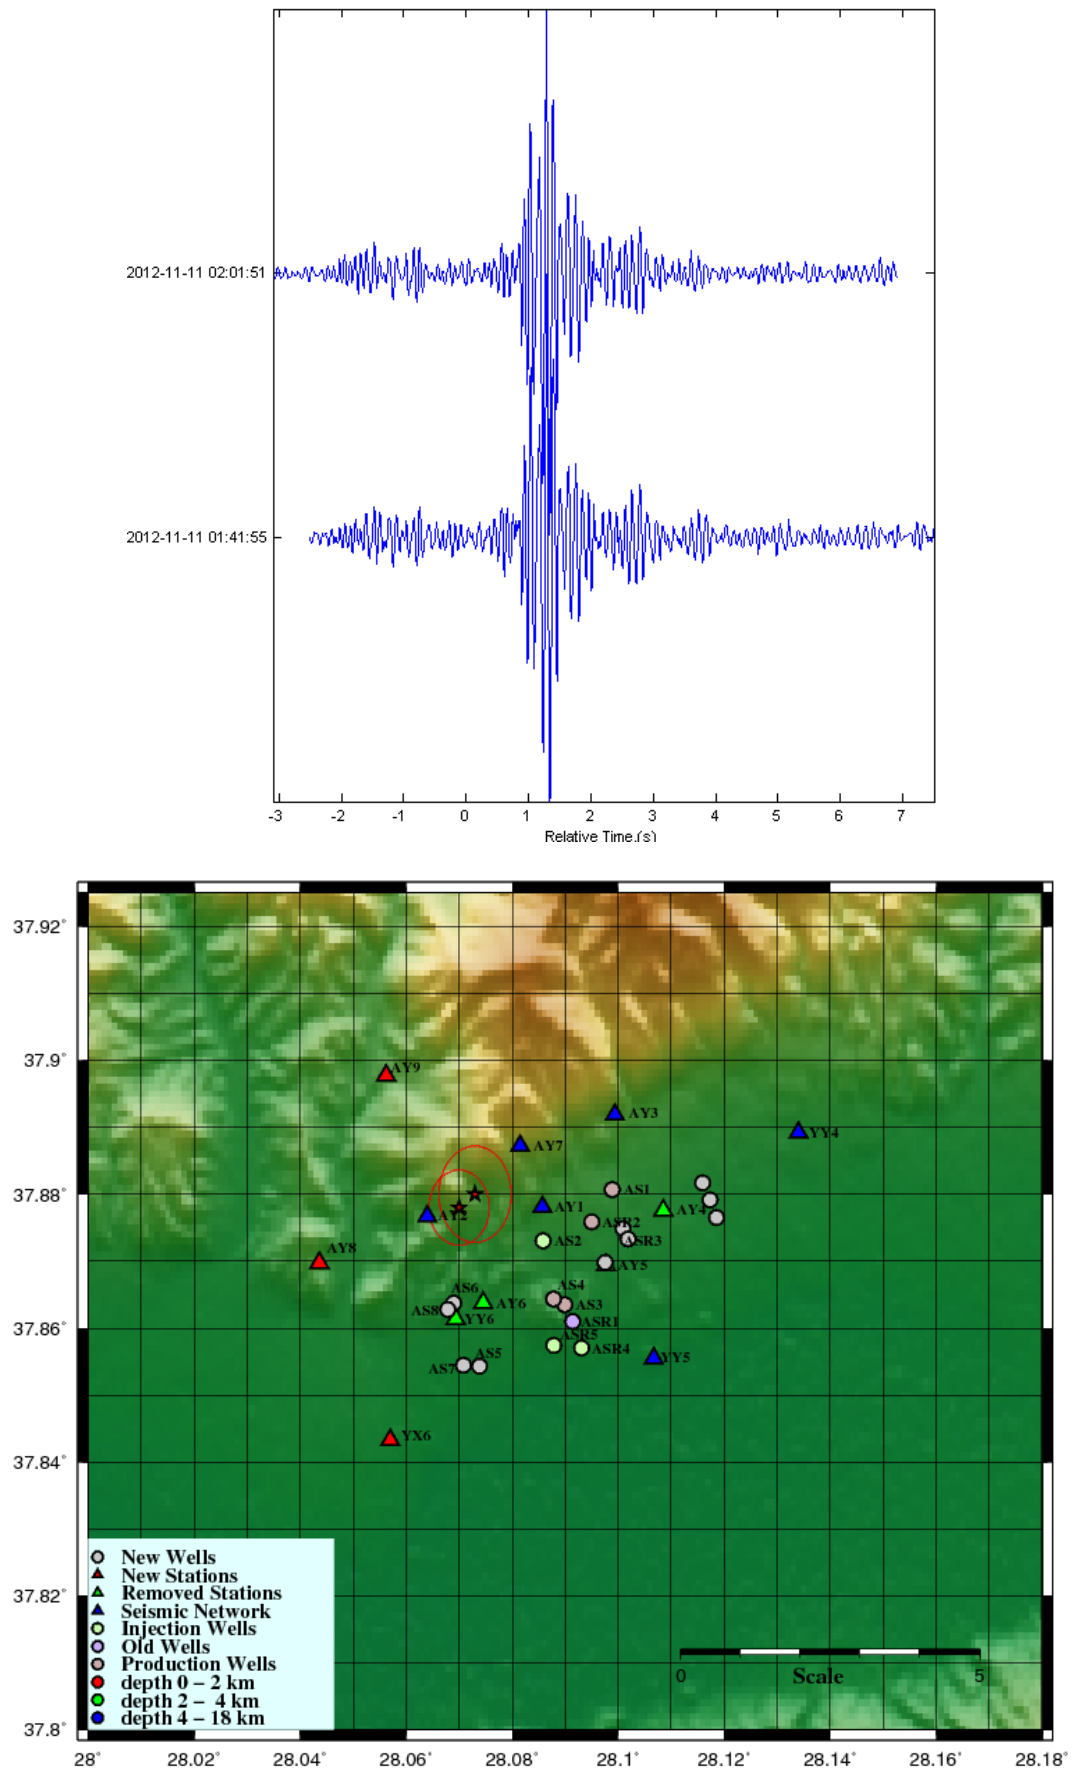 2012-11-11 02:01:51
2012-11-11 01:41:55
-3 -2 -1 0 1 2 3 4 5 6 7
Relative Time.(s)
37.92°
37.9°
37.88°
37.86°
37.84°
37.82°
37.8°
AY9
AY3
YY4
AY7
AS1
AY2
AY1
AY4
ASR2
AS2
ASR3
AY8
AY5
AS6
AS4
AS8
AY6
AS3
YY6
ASR1
ASR5
ASR4
AS5
AS7
YY5
YX6
New Wells
New Stations
Removed Stations
Seismic Network
Injection Wells
Old Wells
Production Wells
depth 0 – 2 km
depth 2 – 4 km
depth 4 – 18 km
0 Scale 5
28° 28.02° 28.04° 28.06° 28.08° 28.1° 28.12° 28.14° 28.16° 28.18°